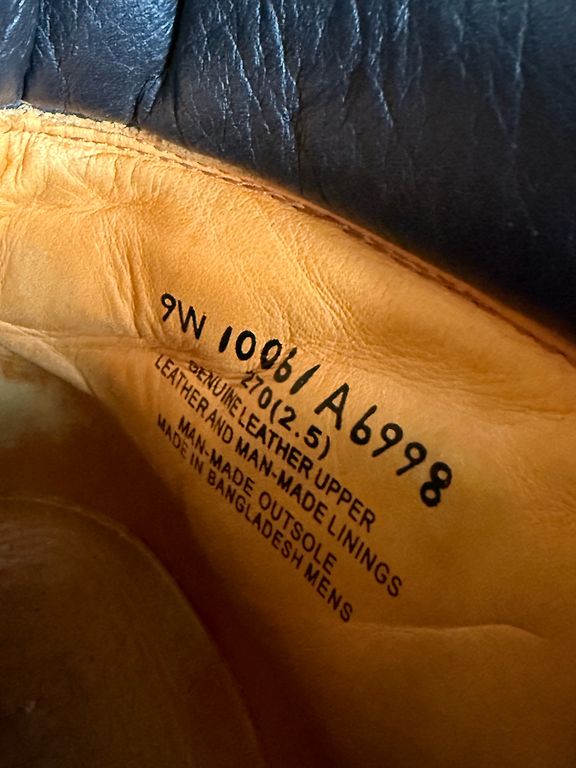 9W 10061 A6998
270(2.5)
GENUINE LEATHER UPPER
LEATHER AND MAN-MADE LININGS
MAN-MADE OUTSOLE
MADE IN BANGLADESH MENS